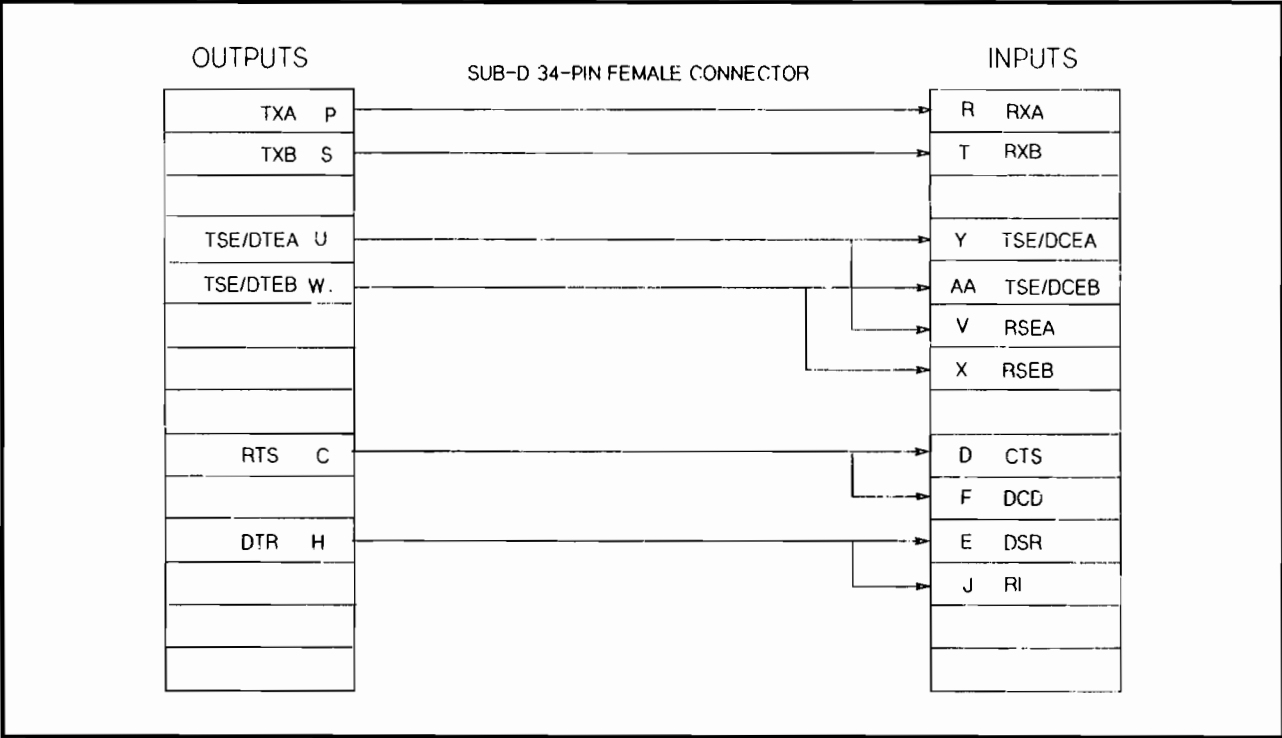 OUTPUTS
SUB-D 34-PIN FEMALE CONNECTOR
INPUTS
TXA P
R RXA
TXB S
T RXB
TSE/DTEA U
Y TSE/DCEA
TSE/DTEB W.
AA TSE/DCEB
V RSEA
X RSEB
RTS C
D CTS
F DCD
DTR H
E DSR
J RI